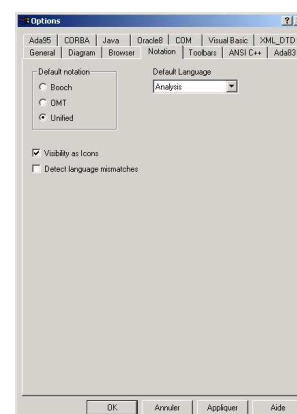 Options
Ada95 CORBA Java Oracle8 COM Visual Basic XML_DTD
General Diagram Browser Notation Toolbars ANSI C++ Ada83
Default notation
Booch
OMT
Unified
Default Language
Analysis
Visibility as Icons
Detect language mismatches
OK Annuler Appliquer Aide